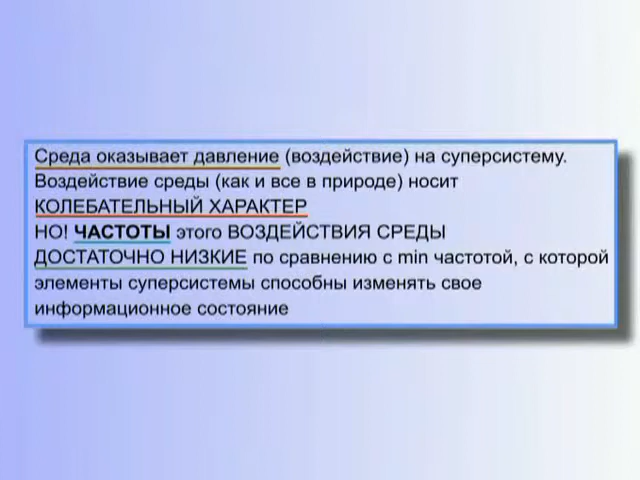 Среда оказывает давление (воздействие) на суперсистему.
Воздействие среды (как и все в природе) носит
КОЛЕБАТЕЛЬНЫЙ ХАРАКТЕР
НО! ЧАСТОТЫ этого ВОЗДЕЙСТВИЯ СРЕДЫ
ДОСТАТОЧНО НИЗКИЕ по сравнению с min частотой, с которой
элементы суперсистемы способны изменять свое
информационное состояние